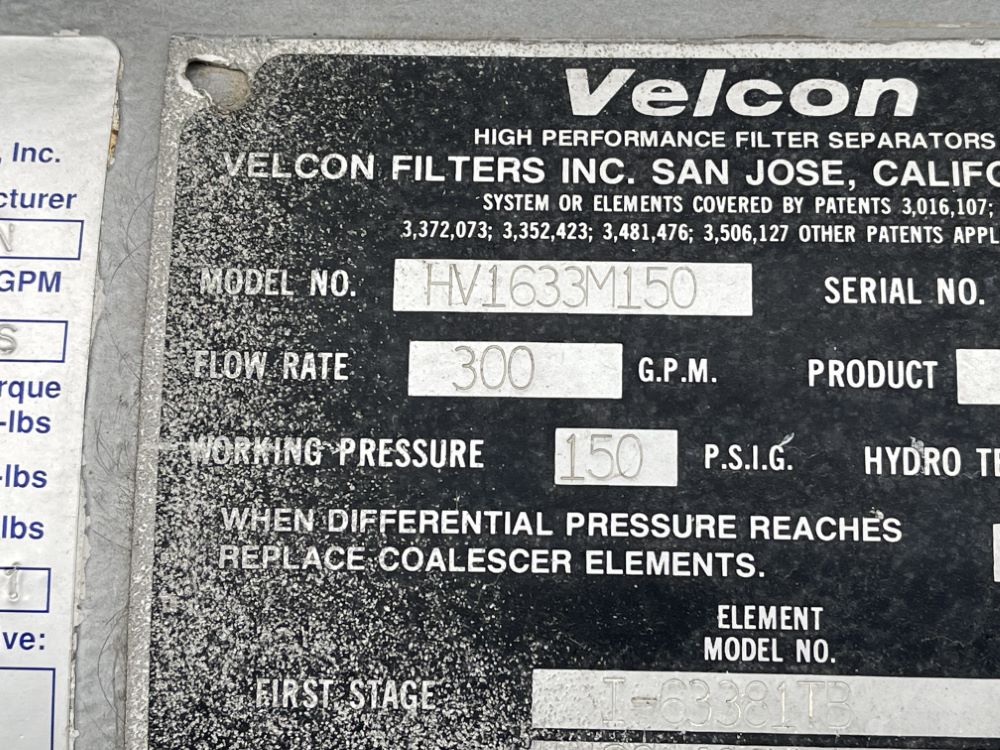 , Inc.
cturer
N
GPM
S
rque
-lbs
-lbs
lbs
1
ve:
Velcon
HIGH PERFORMANCE FILTER SEPARATORS
VELCON FILTERS INC. SAN JOSE, CALIFO
SYSTEM OR ELEMENTS COVERED BY PATENTS 3,016,107;
3,372,073; 3,352,423; 3,481,476; 3,506,127 OTHER PATENTS APPL
MODEL NO. HV1633M150 SERIAL NO.
FLOW RATE 300 G.P.M. PRODUCT
WORKING PRESSURE 150 P.S.I.G. HYDRO TE
WHEN DIFFERENTIAL PRESSURE REACHES
REPLACE COALESCER ELEMENTS.
ELEMENT
MODEL NO.
FIRST STAGE I-63381TB